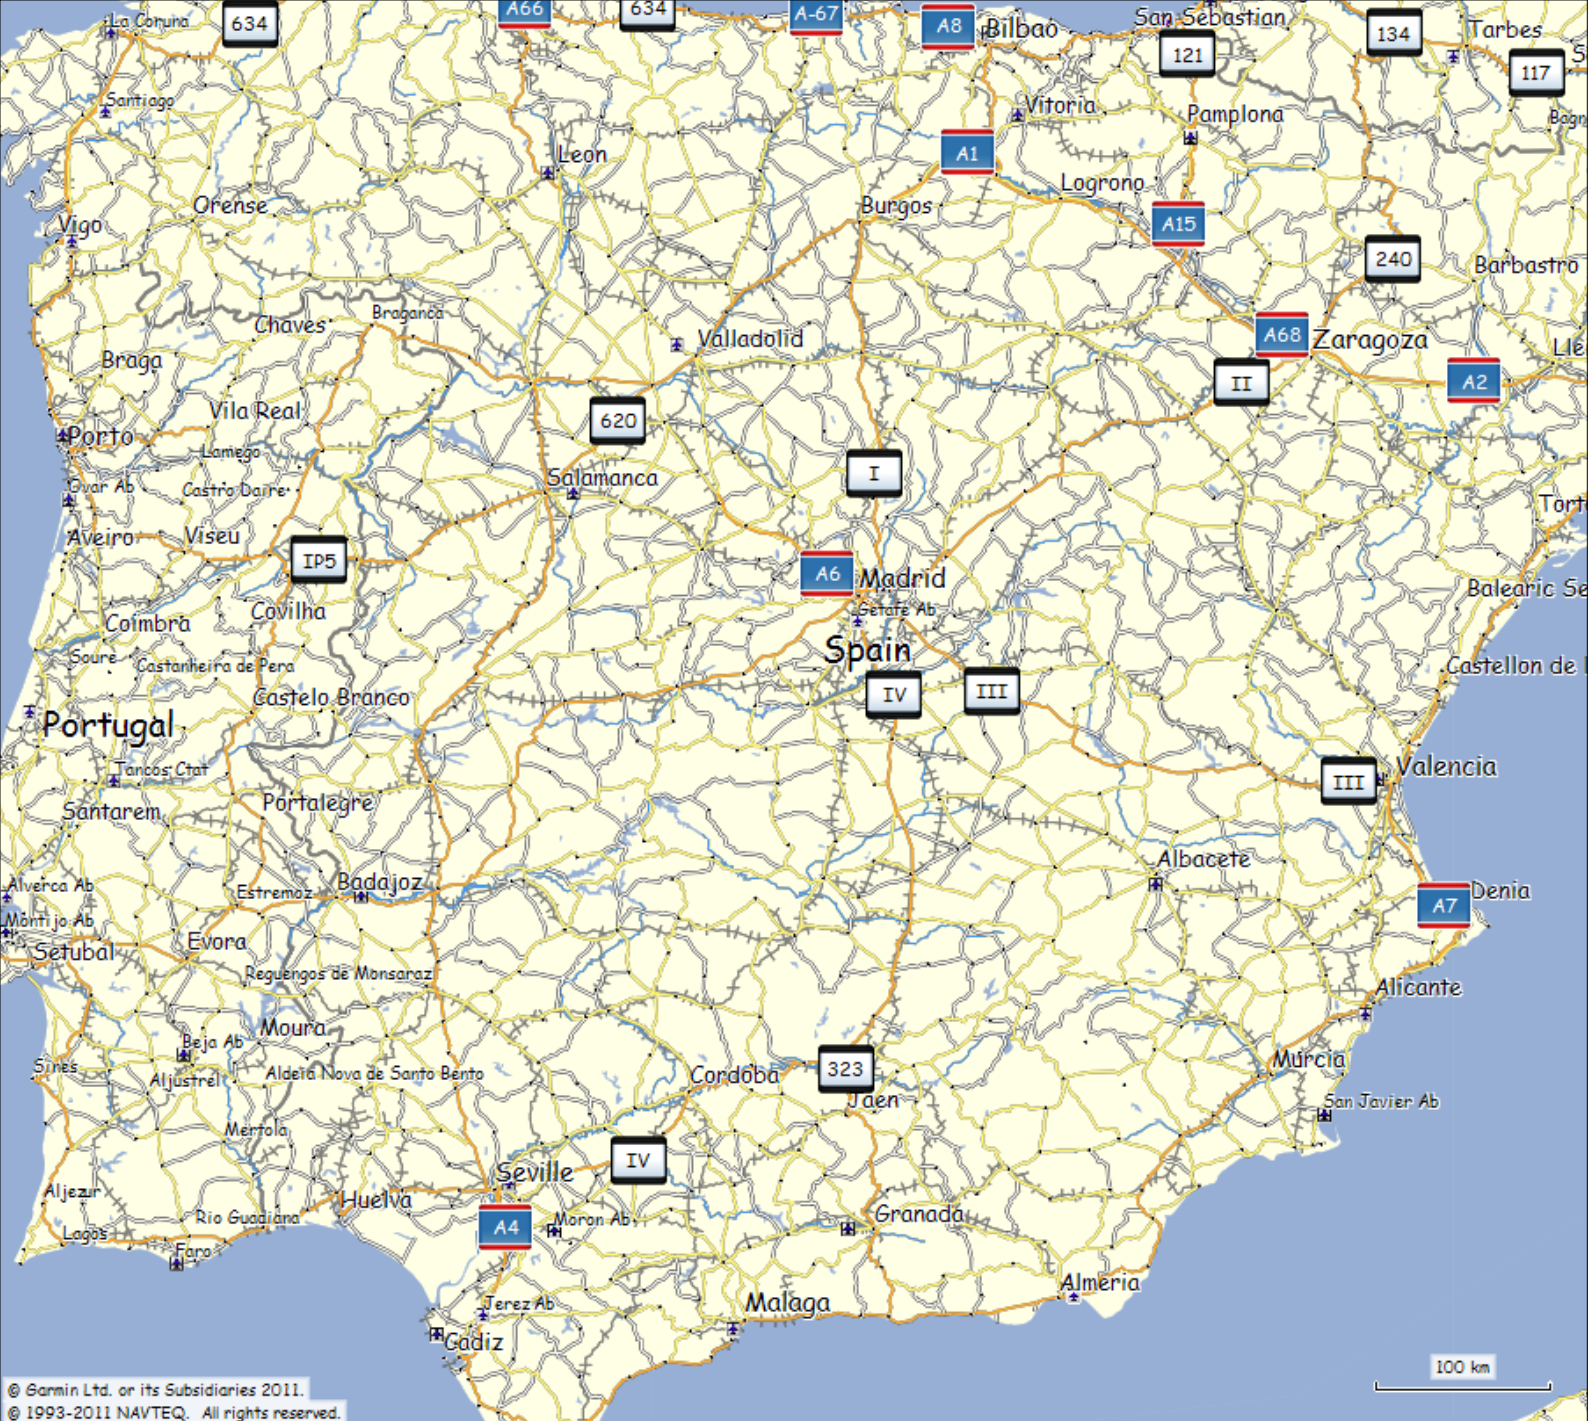 A66
634
A-67
A8
Bilbao
San Sebastian
134
Tarbes
La Coruna
634
121
117
Santiago
Vitoria
Pamplona
Leon
A1
Logrono
Orense
Burgos
Vigo
A15
240
Barbastro
Chaves
Braganca
Valladolid
A68
Zaragoza
Braga
II
A2
Vila Real
620
Porto
Lamego
I
Salamanca
Ovar Ab
Castro Daire
Aveiro
Viseu
IP5
A6
Madrid
Getafe Ab
Balearic Se
Covilha
Coimbra
Spain
Soure
Castanheira de Pera
Castellon de
Castelo Branco
IV
III
Portugal
Tancos Ctat
III
Valencia
Portalegre
Santarem
Albacete
Alverca Ab
Estremoz
Badajoz
A7
Denia
Montijo Ab
Evora
Setubal
Reguengos de Monsaraz
Alicante
Moura
Beja Ab
Sines
Aljustrel
Aldeia Nova de Santo Bento
Cordoba
323
Murcia
Jaen
San Javier Ab
Mertola
IV
Seville
Aljezur
Huelva
Rio Guadiana
Moron Ab
A4
Granada
Lagos
Faro
Almeria
Jerez Ab
Malaga
Cadiz
100 km
© Garmin Ltd. or its Subsidiaries 2011.
© 1993-2011 NAVTEQ. All rights reserved.